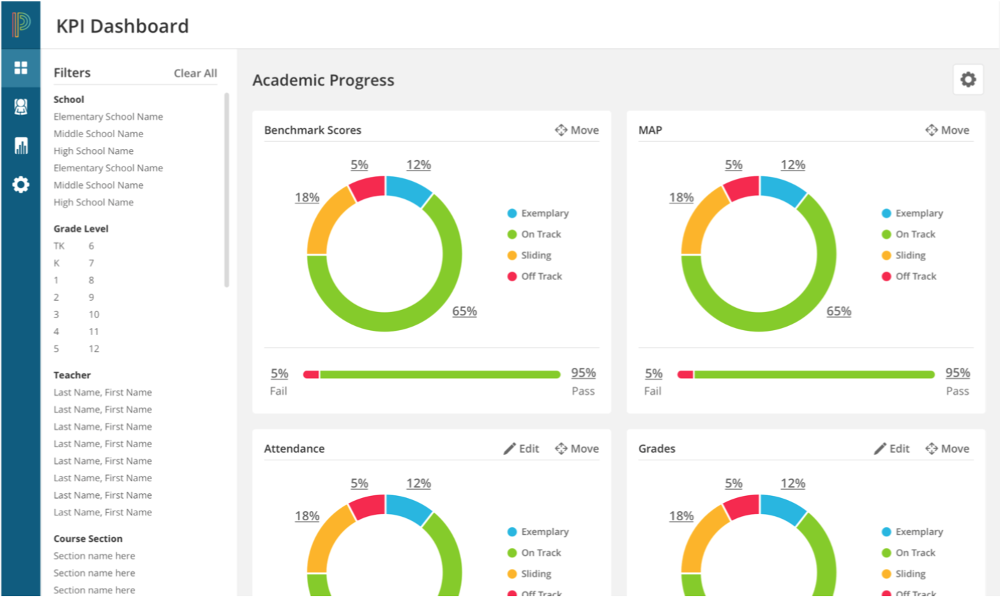 KPI Dashboard
Filters
Clear All
School
Elementary School Name
Middle School Name
High School Name
Elementary School Name
Middle School Name
High School Name
Grade Level
TK 6
K 7
1 8
2 9
3 10
4 11
5 12
Teacher
Last Name, First Name
Last Name, First Name
Last Name, First Name
Last Name, First Name
Last Name, First Name
Last Name, First Name
Last Name, First Name
Last Name, First Name
Course Section
Section name here
Section name here
Section name here
Academic Progress
Benchmark Scores
Move
5% 12%
18%
65%
Exemplary
On Track
Sliding
Off Track
5% 95%
Fail Pass
MAP
Move
5% 12%
18%
65%
Exemplary
On Track
Sliding
Off Track
5% 95%
Fail Pass
Attendance
Edit Move
5% 12%
18%
Exemplary
On Track
Sliding
Off Track
Grades
Edit Move
5% 12%
18%
Exemplary
On Track
Sliding
Off Track